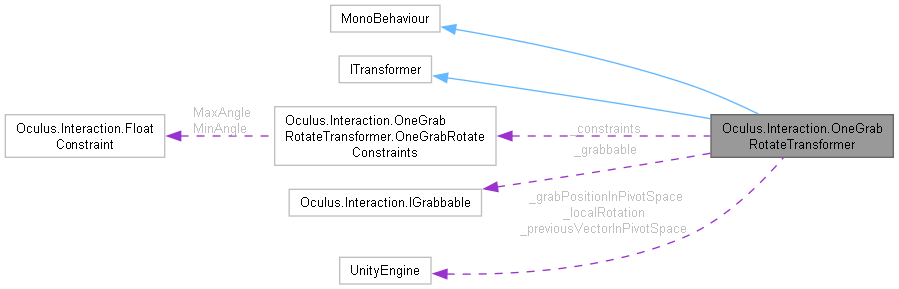 MonoBehaviour
ITransformer
Oculus.Interaction.Float
Constraint
MaxAngle
MinAngle
Oculus.Interaction.OneGrab
RotateTransformer.OneGrabRotate
Constraints
_constraints
_grabbable
Oculus.Interaction.OneGrab
RotateTransformer
Oculus.Interaction.IGrabbable
_grabPositionInPivotSpace
_localRotation
_previousVectorInPivotSpace
UnityEngine